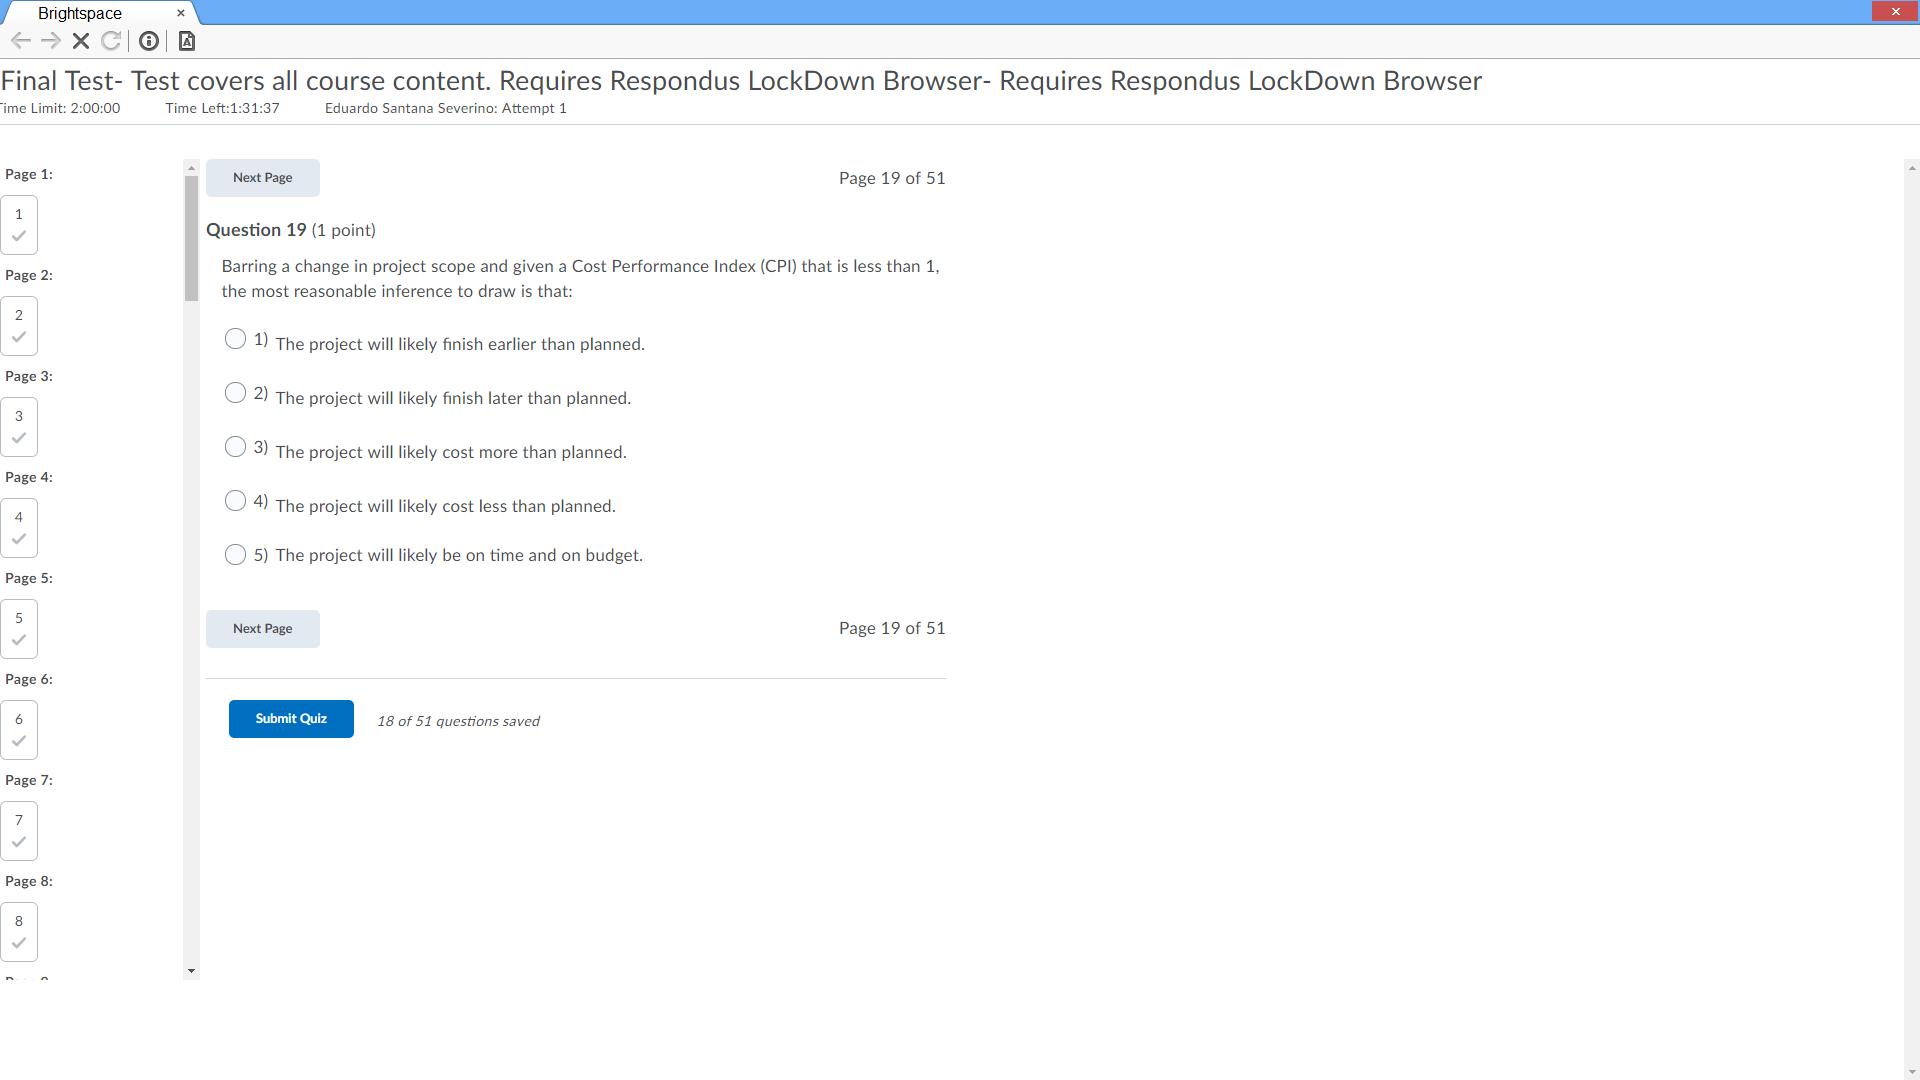 Brightspace
Final Test- Test covers all course content. Requires Respondus LockDown Browser- Requires Respondus LockDown Browser
Time Limit: 2:00:00 Time Left:1:31:37 Eduardo Santana Severino: Attempt 1
Page 1:
1
Page 2:
2
Page 3:
3
Page 4:
4
Page 5:
5
Page 6:
6
Page 7:
7
Page 8:
8
Next Page Page 19 of 51
Question 19 (1 point)
Barring a change in project scope and given a Cost Performance Index (CPI) that is less than 1,
the most reasonable inference to draw is that:
1) The project will likely finish earlier than planned.
2) The project will likely finish later than planned.
3) The project will likely cost more than planned.
4) The project will likely cost less than planned.
5) The project will likely be on time and on budget.
Next Page Page 19 of 51
Submit Quiz 18 of 51 questions saved